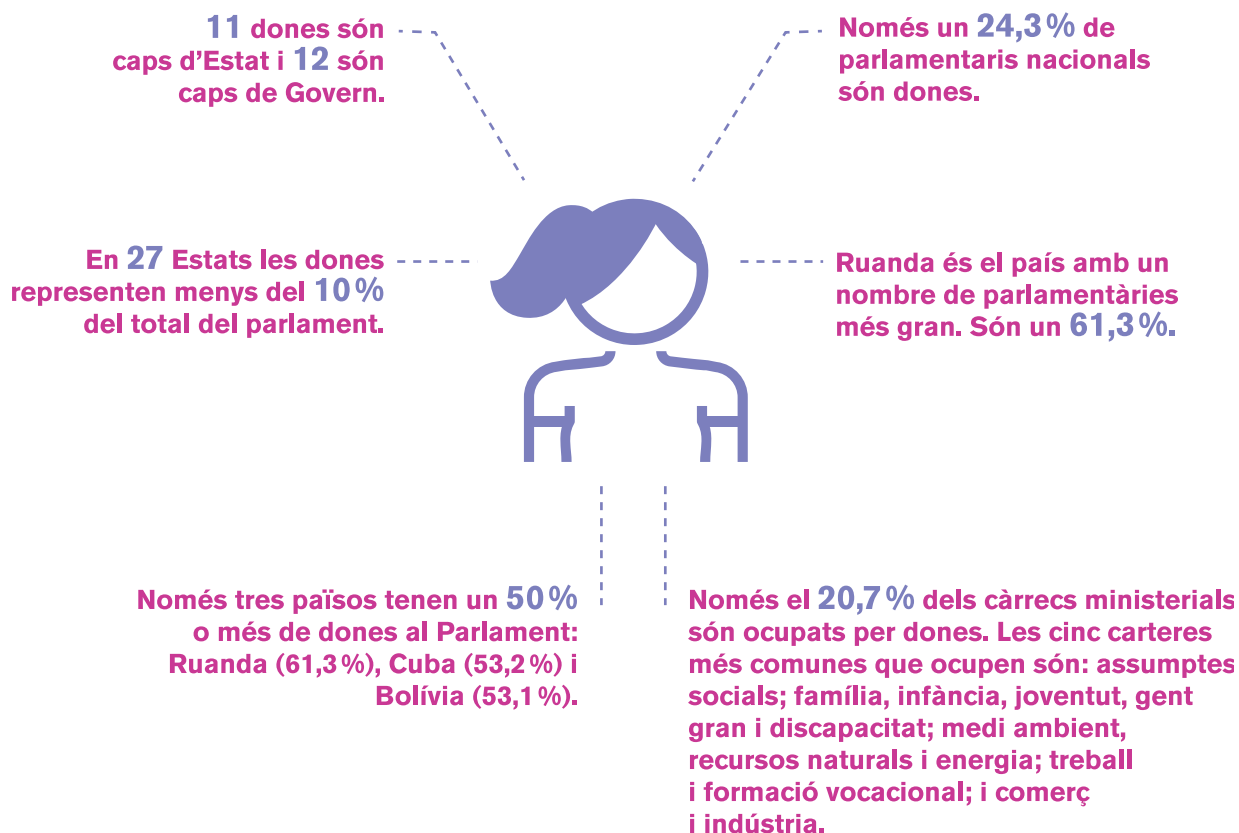 11 dones són
caps d’Estat i 12 són
caps de Govern.
Només un 24,3 % de
parlamentaris nacionals
són dones.
En 27 Estats les dones
representen menys del 10 %
del total del parlament.
Ruanda és el país amb un
nombre de parlamentàries
més gran. Són un 61,3 %.
Només tres països tenen un 50 %
o més de dones al Parlament:
Ruanda (61,3 %), Cuba (53,2 %) i
Bolívia (53,1 %).
Només el 20,7 % dels càrrecs ministerials
són ocupats per dones. Les cinc carteres
més comunes que ocupen són: assumptes
socials; família, infància, joventut, gent
gran i discapacitat; medi ambient,
recursos naturals i energia; treball
i formació vocacional; i comerç
i indústria.